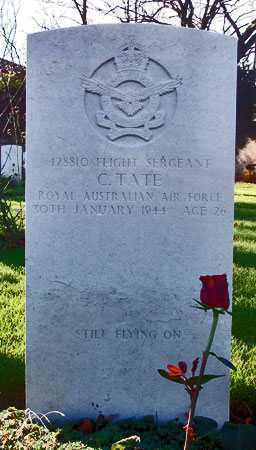 428810 FLIGHT SERGEANT
C. TATE
ROYAL AUSTRALIAN AIR FORCE
30TH JANUARY 1944 AGE 26
STILL FLYING ON